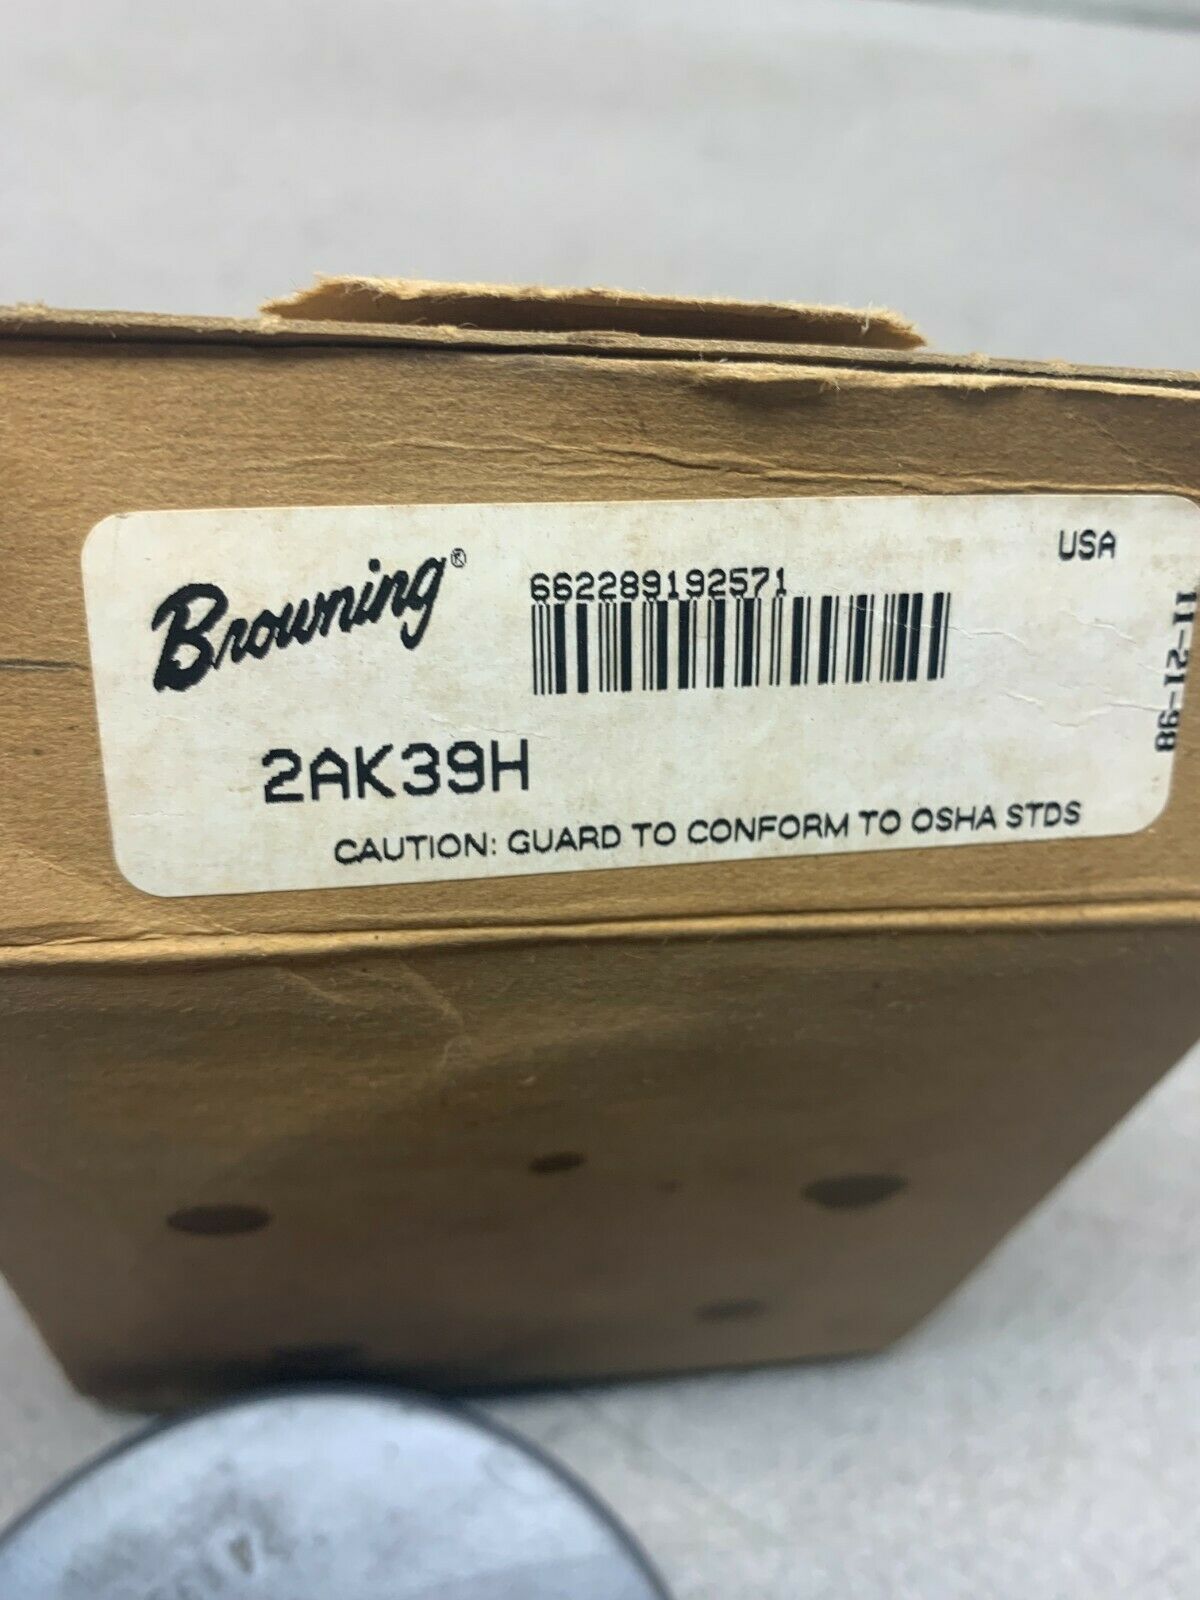 Browning®
662289192571
USA
11-21-98
2AK39H
CAUTION: GUARD TO CONFORM TO OSHA STDS